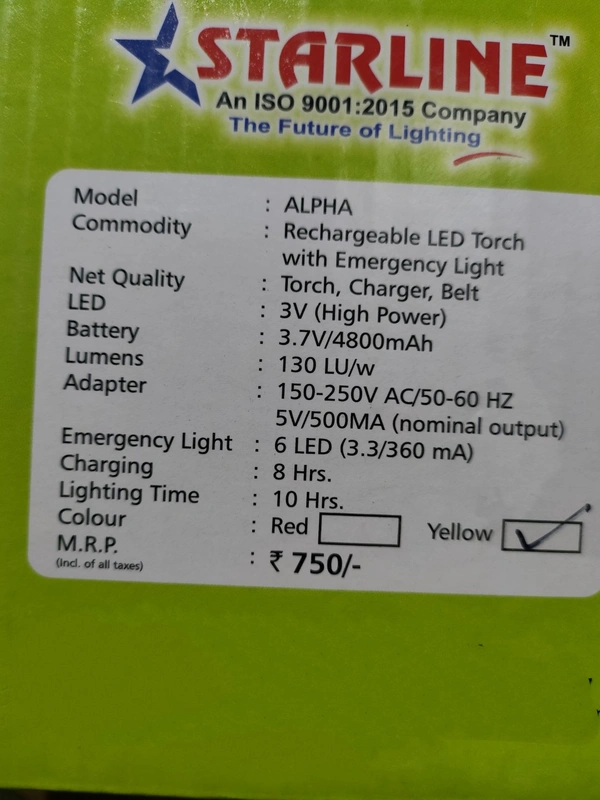 STARLINE™
An ISO 9001:2015 Company
The Future of Lighting
Model : ALPHA
Commodity : Rechargeable LED Torch
with Emergency Light
Net Quality : Torch, Charger, Belt
LED : 3V (High Power)
Battery : 3.7V/4800mAh
Lumens : 130 LU/w
Adapter : 150-250V AC/50-60 HZ
5V/500MA (nominal output)
Emergency Light : 6 LED (3.3/360 mA)
Charging : 8 Hrs.
Lighting Time : 10 Hrs.
Colour : Red Yellow
M.R.P. : ₹ 750/-
(Incl. of all taxes)